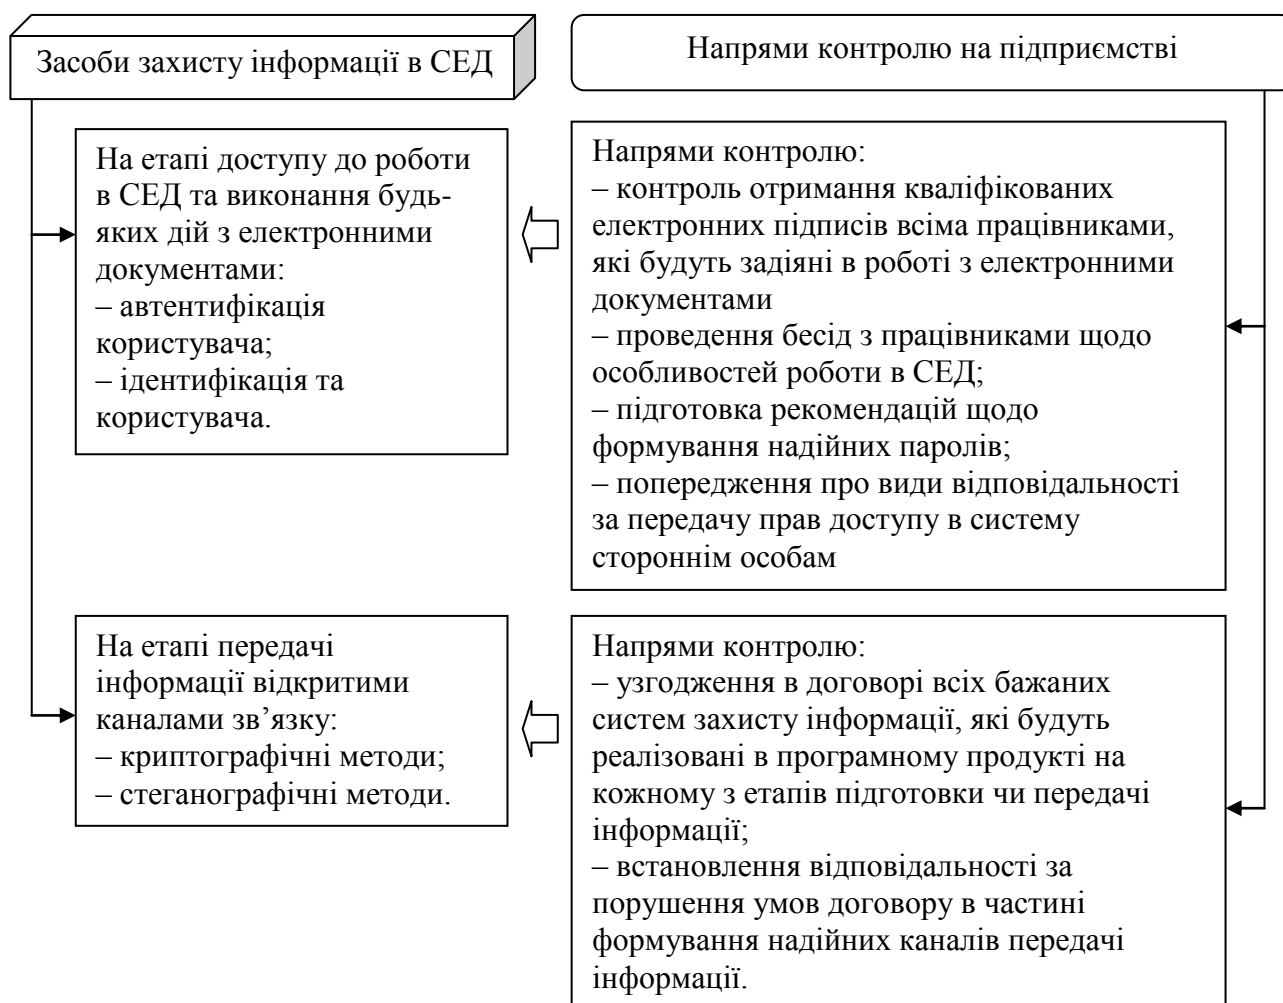 Засоби захисту інформації в СЕД
Напрями контролю на підприємстві
На етапі доступу до роботи
в СЕД та виконання будь-
яких дій з електронними
документами:
– автентифікація
користувача;
– ідентифікація та
користувача.
Напрями контролю:
– контроль отримання кваліфікованих
електронних підписів всіма працівниками,
які будуть задіяні в роботі з електронними
документами
– проведення бесід з працівниками щодо
особливостей роботи в СЕД;
– підготовка рекомендацій щодо
формування надійних паролів;
– попередження про види відповідальності
за передачу прав доступу в систему
стороннім особам
На етапі передачі
інформації відкритими
каналами зв’язку:
– криптографічні методи;
– стеганографічні методи.
Напрями контролю:
– узгодження в договорі всіх бажаних
систем захисту інформації, які будуть
реалізовані в програмному продукті на
кожному з етапів підготовки чи передачі
інформації;
– встановлення відповідальності за
порушення умов договору в частині
формування надійних каналів передачі
інформації.